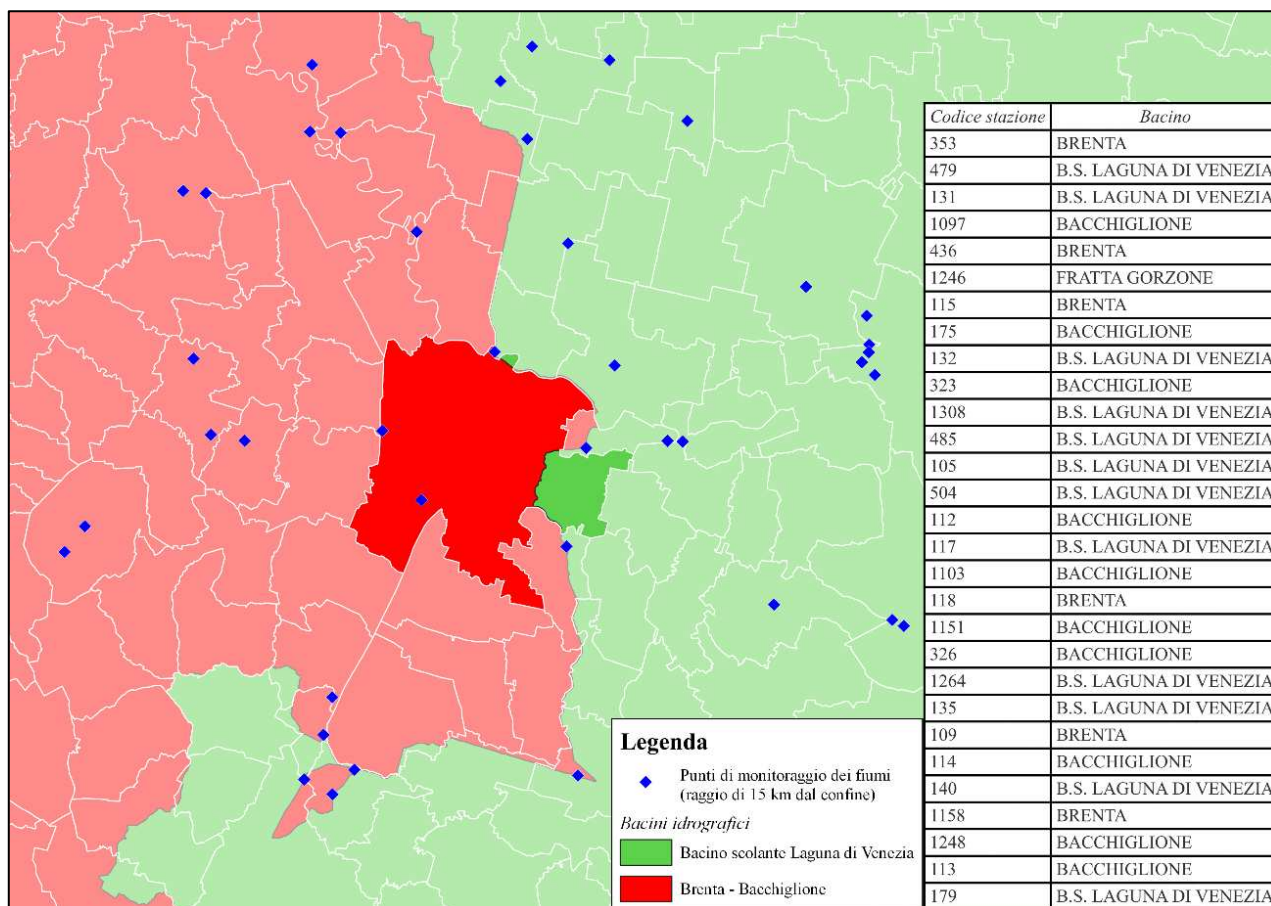 Codice stazione Bacino
353 BRENTA
479 B.S. LAGUNA DI VENEZIA
131 B.S. LAGUNA DI VENEZIA
1097 BACCHIGLIONE
436 BRENTA
1246 FRATTA GORZONE
115 BRENTA
175 BACCHIGLIONE
132 B.S. LAGUNA DI VENEZIA
323 BACCHIGLIONE
1308 B.S. LAGUNA DI VENEZIA
485 B.S. LAGUNA DI VENEZIA
105 B.S. LAGUNA DI VENEZIA
504 B.S. LAGUNA DI VENEZIA
112 BACCHIGLIONE
117 B.S. LAGUNA DI VENEZIA
1103 BACCHIGLIONE
118 BRENTA
1151 BACCHIGLIONE
326 BACCHIGLIONE
1264 B.S. LAGUNA DI VENEZIA
135 B.S. LAGUNA DI VENEZIA
109 BRENTA
114 BACCHIGLIONE
140 B.S. LAGUNA DI VENEZIA
1158 BRENTA
1248 BACCHIGLIONE
113 BACCHIGLIONE
179 B.S. LAGUNA DI VENEZIA
Legenda
Punti di monitoraggio dei fiumi
(raggio di 15 km dal confine)
Bacini idrografici
Bacino scolante Laguna di Venezia
Brenta - Bacchiglione